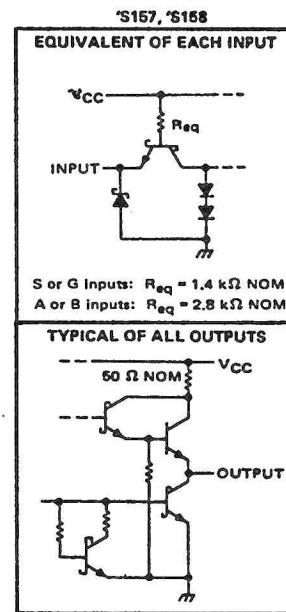 'S157, 'S158
EQUIVALENT OF EACH INPUT
VCC
Req
INPUT
S or G inputs: Req = 1.4 kΩ NOM
A or B inputs: Req = 2.8 kΩ NOM
TYPICAL OF ALL OUTPUTS
VCC
50 Ω NOM
OUTPUT